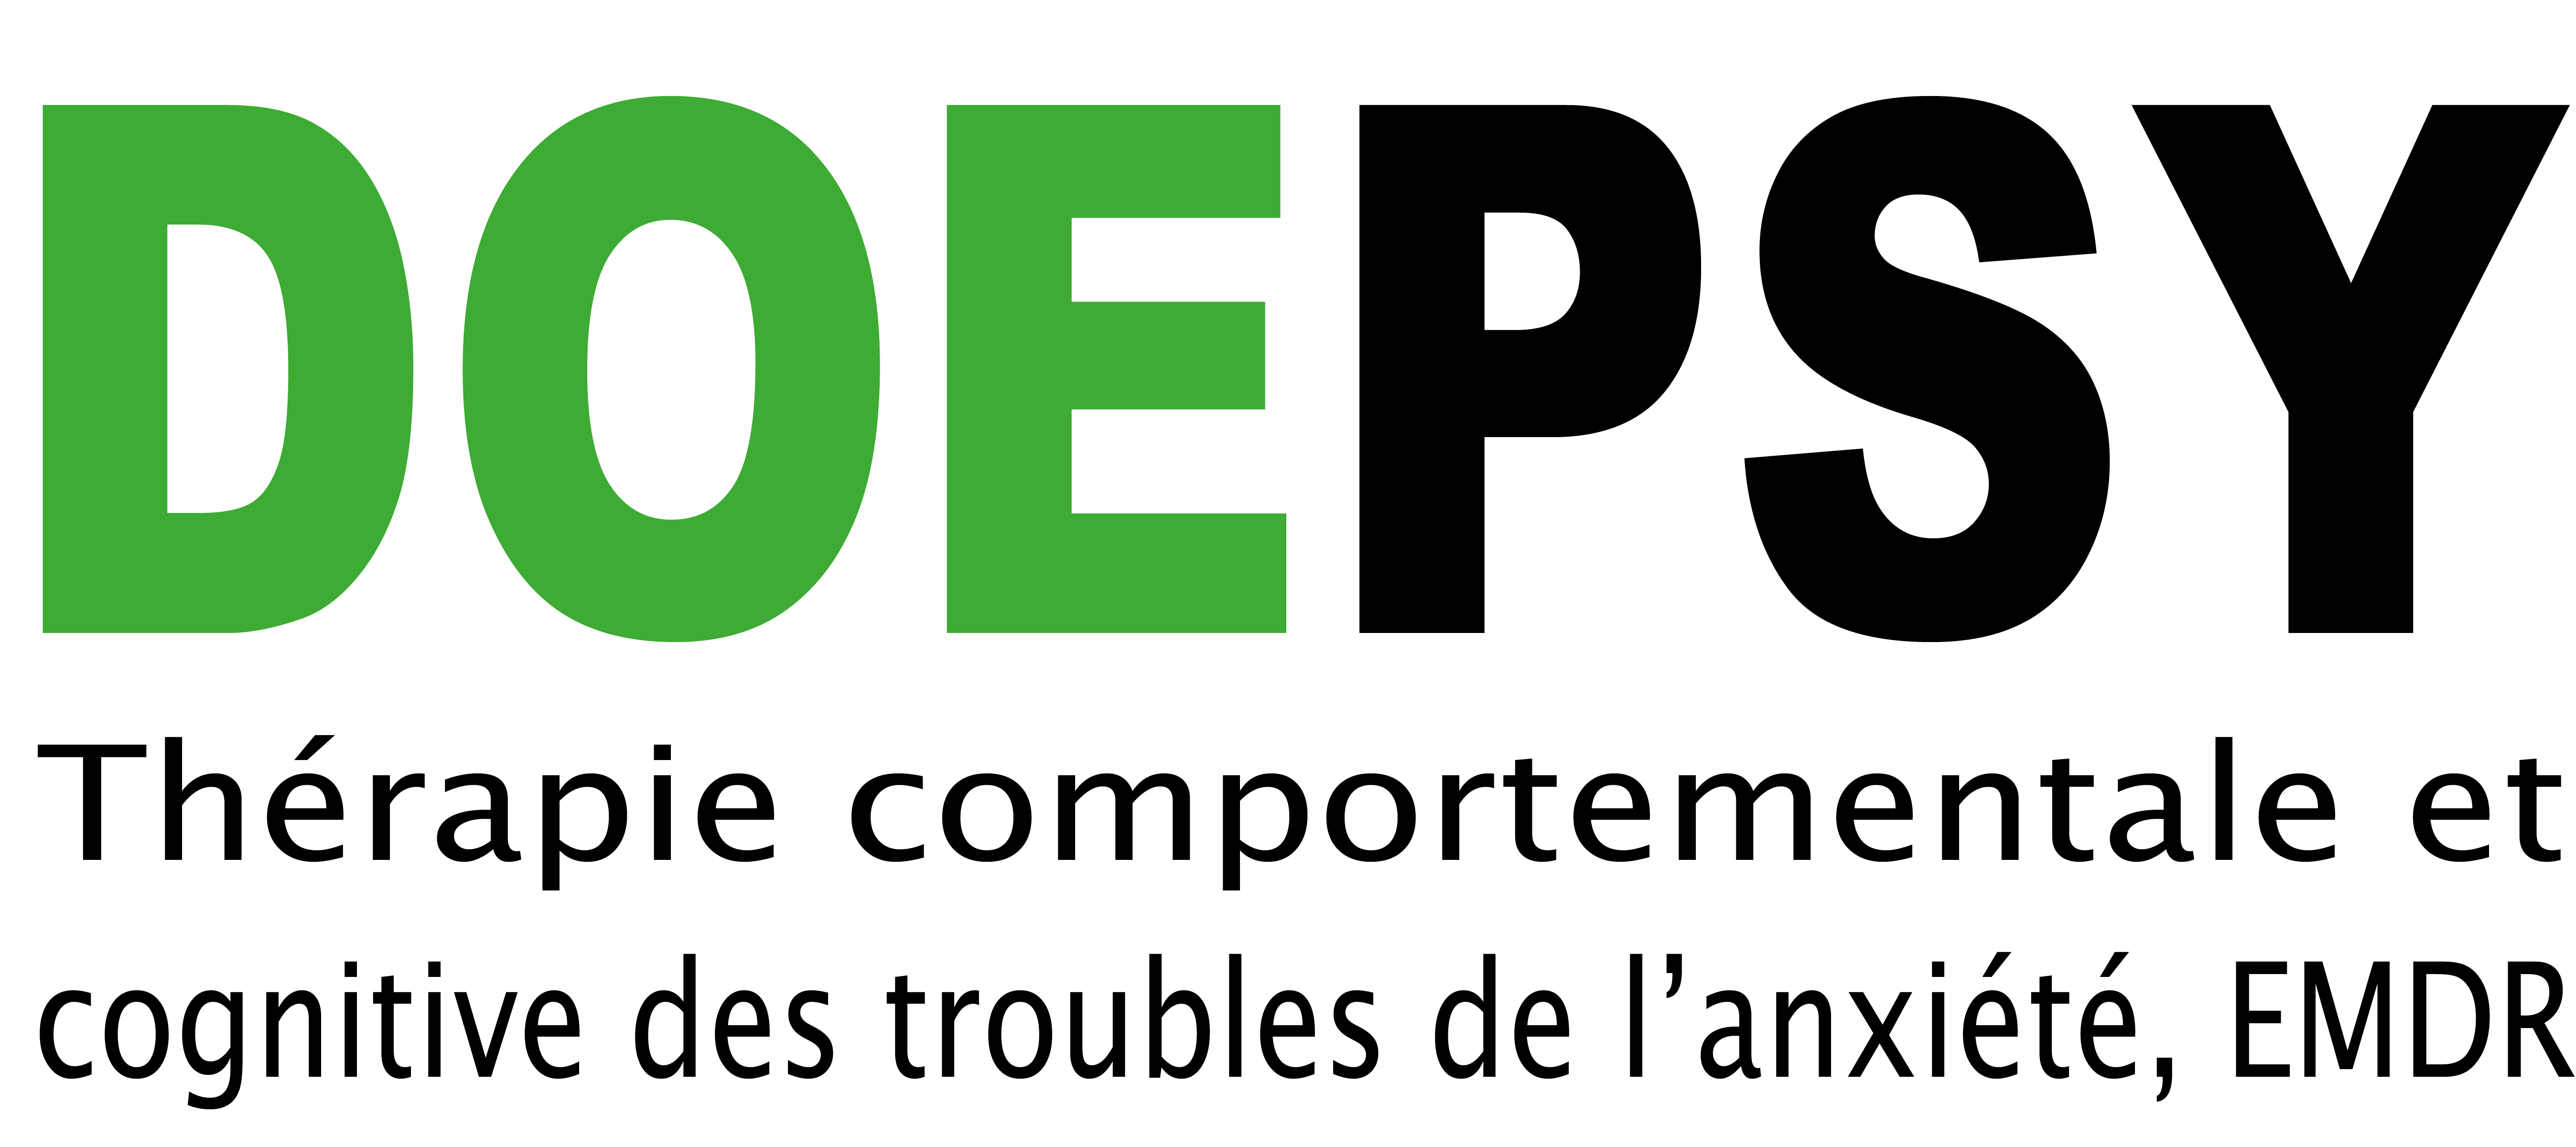 DOEPSY
Thérapie comportementale et
cognitive des troubles de l’anxiété, EMDR